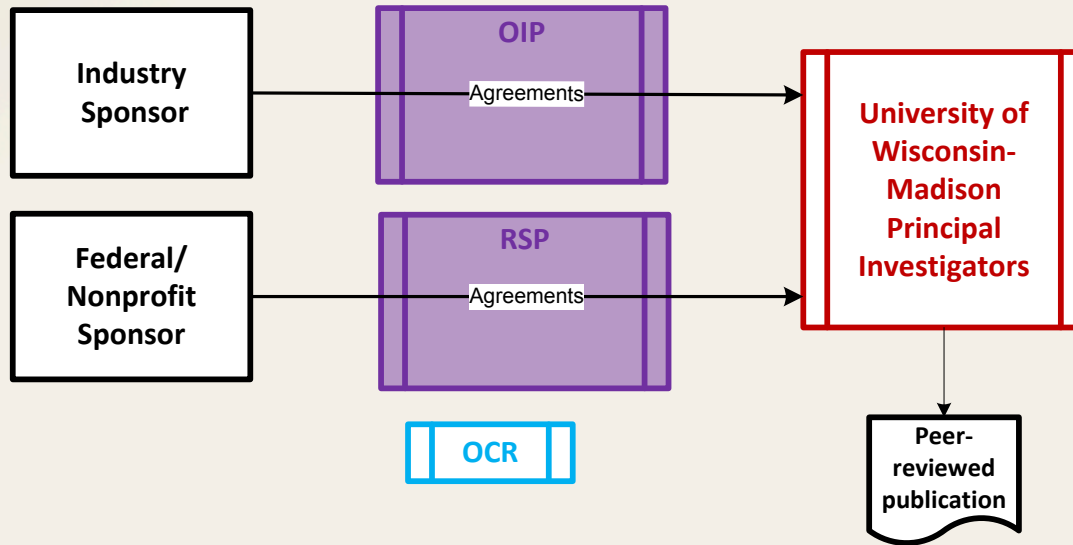 Industry
Sponsor
OIP
Agreements
University of
Wisconsin-
Madison
Principal
Investigators
Federal/
Nonprofit
Sponsor
RSP
Agreements
OCR
Peer-
reviewed
publication